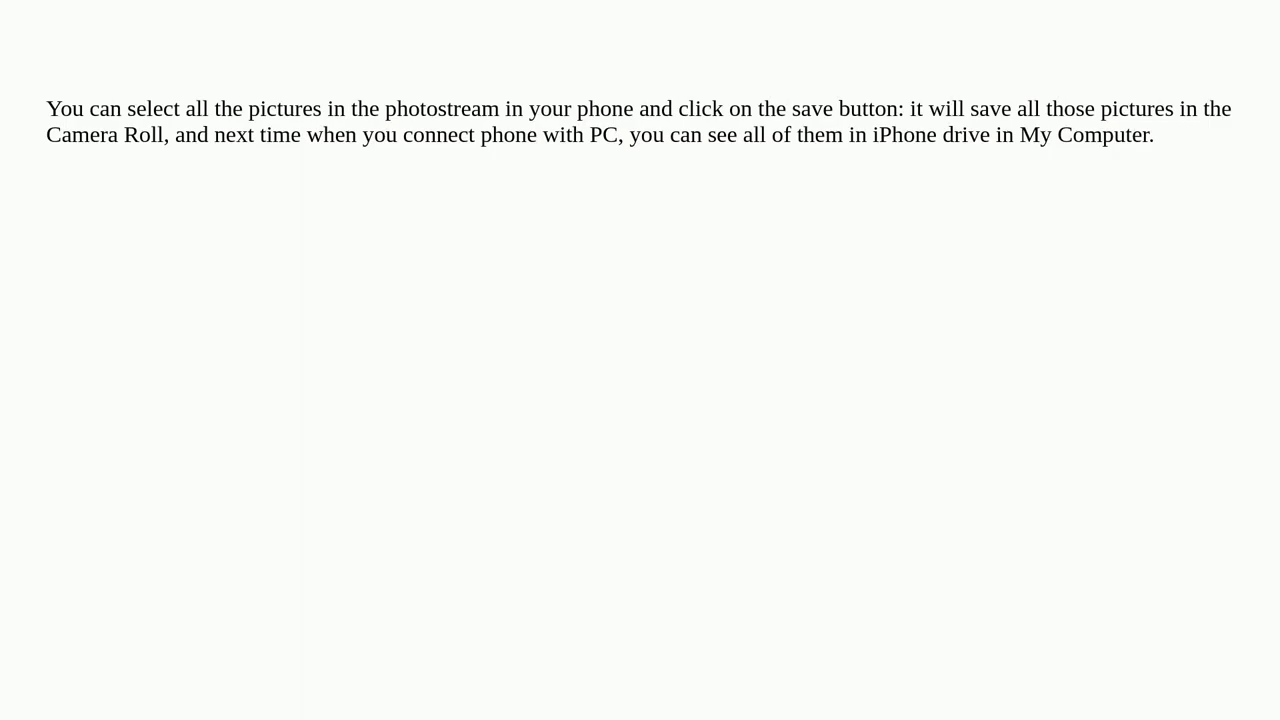 You can select all the pictures in the photostream in your phone and click on the save button: it will save all those pictures in the
Camera Roll, and next time when you connect phone with PC, you can see all of them in iPhone drive in My Computer.